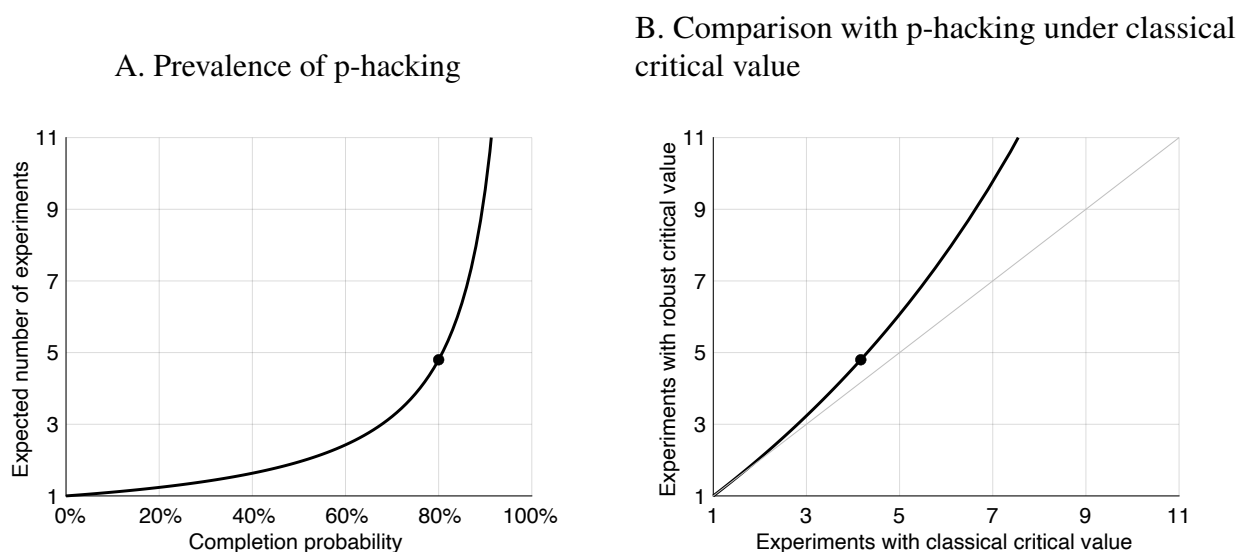 A. Prevalence of p-hacking
Expected number of experiments
11
9
7
5
3
1
0% 20% 40% 60% 80% 100%
Completion probability
B. Comparison with p-hacking under classical
critical value
Experiments with robust critical value
11
9
7
5
3
1
1 3 5 7 9 11
Experiments with classical critical value